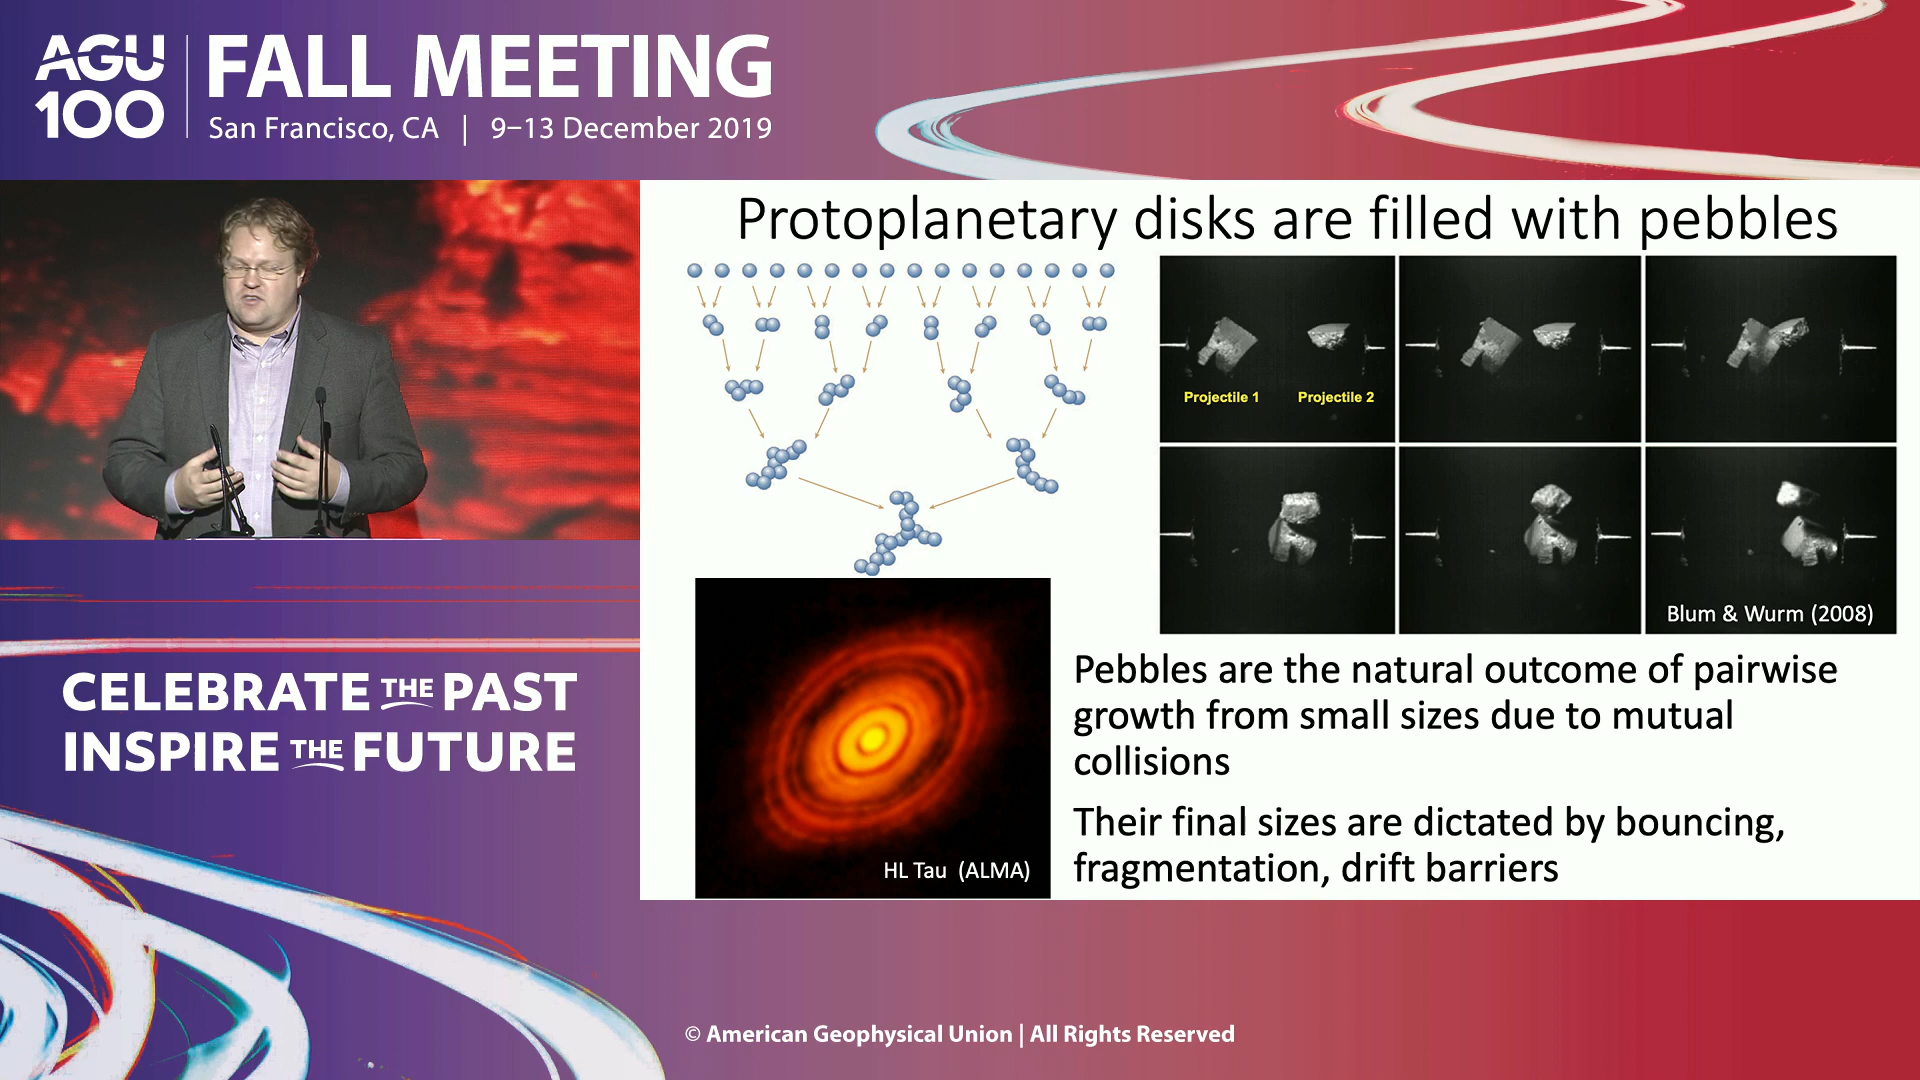 AGU
100
FALL MEETING
San Francisco, CA | 9–13 December 2019
Protoplanetary disks are filled with pebbles
Projectile 1
Projectile 2
Blum & Wurm (2008)
HL Tau (ALMA)
Pebbles are the natural outcome of pairwise
growth from small sizes due to mutual
collisions
Their final sizes are dictated by bouncing,
fragmentation, drift barriers
CELEBRATE THE PAST
INSPIRE THE FUTURE
© American Geophysical Union | All Rights Reserved